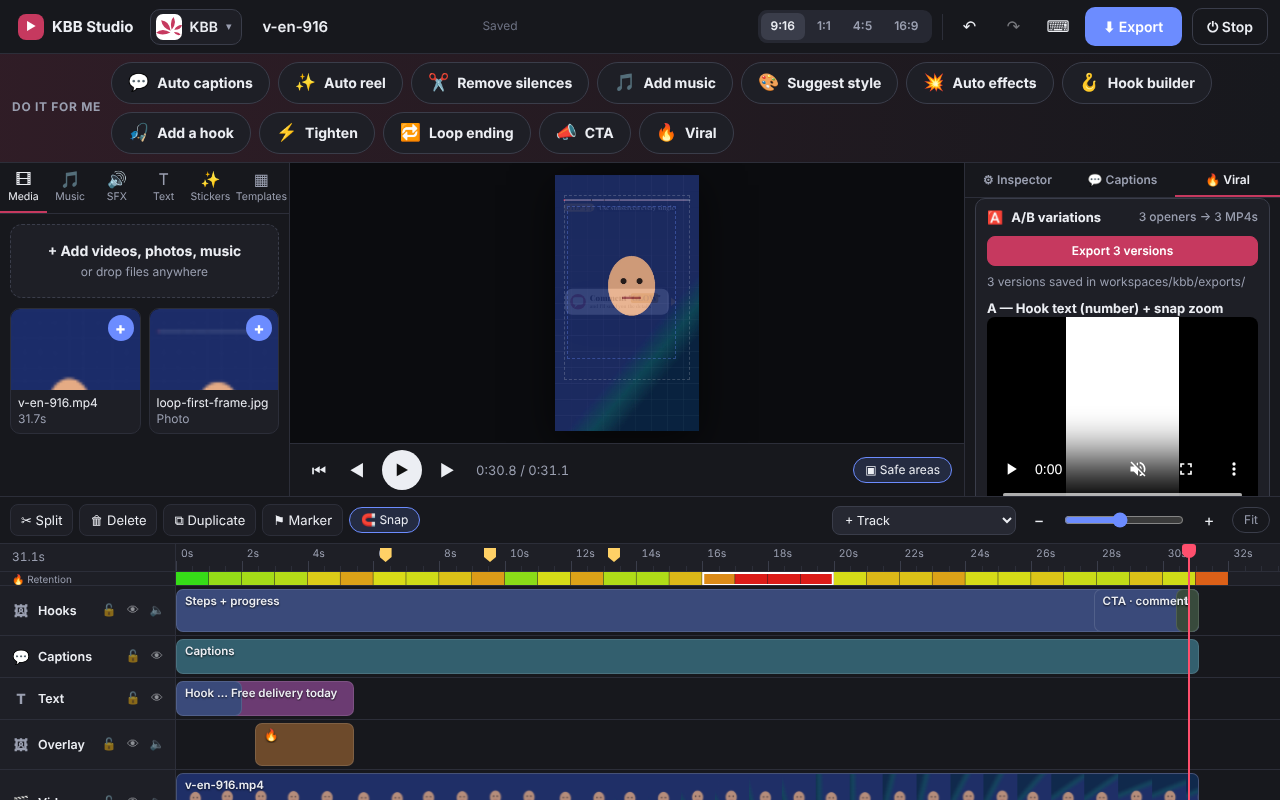 KBB Studio
KBB
v-en-916
Saved
9:16 1:1 4:5 16:9
Export
Stop
DO IT FOR ME
Auto captions
Auto reel
Remove silences
Add music
Suggest style
Auto effects
Hook builder
Add a hook
Tighten
Loop ending
CTA
Viral
Media
Music
SFX
Text
Stickers
Templates
+ Add videos, photos, music
or drop files anywhere
v-en-916.mp4
31.7s
loop-first-frame.jpg
Photo
0:30.8 / 0:31.1
Safe areas
Inspector
Captions
Viral
A A/B variations
3 openers → 3 MP4s
Export 3 versions
3 versions saved in workspaces/kbb/exports/
A — Hook text (number) + snap zoom
0:00
Split
Delete
Duplicate
Marker
Snap
+ Track
Fit
31.1s
0s 2s 4s 8s 10s 12s 14s 16s 18s 20s 22s 24s 26s 28s 30s 32s
Retention
Hooks
Steps + progress
CTA · comment
Captions
Captions
Text
Hook ... Free delivery today
Overlay
v-en-916.mp4